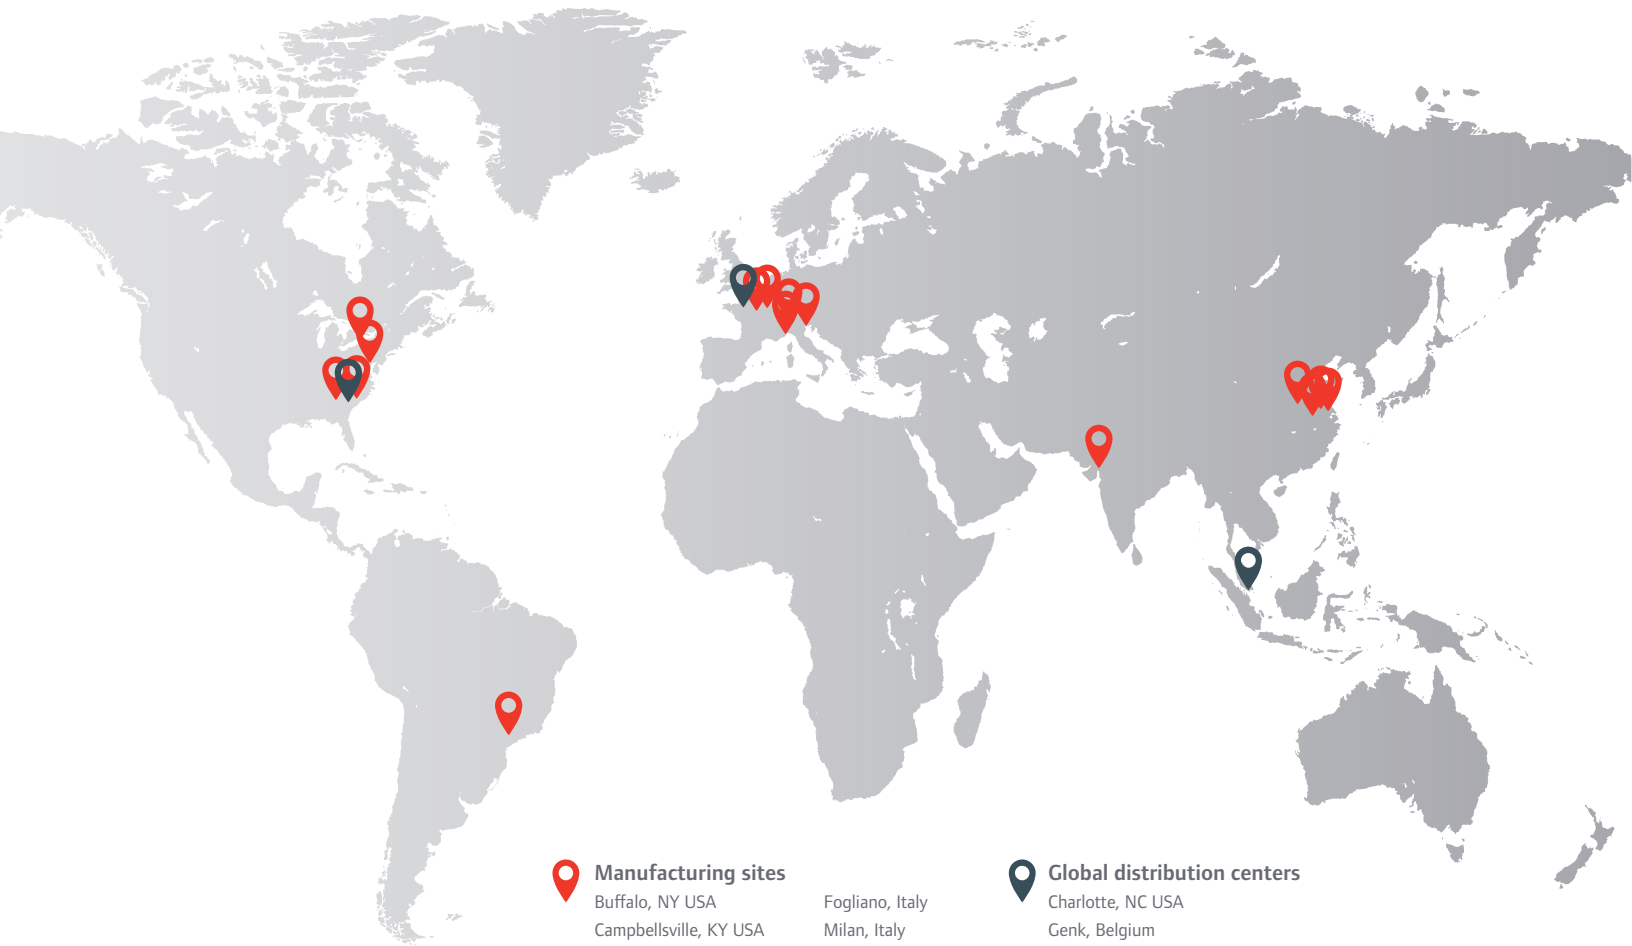 Manufacturing sites
Buffalo, NY USA
Campbellsville, KY USA
Fogliano, Italy
Milan, Italy
Global distribution centers
Charlotte, NC USA
Genk, Belgium